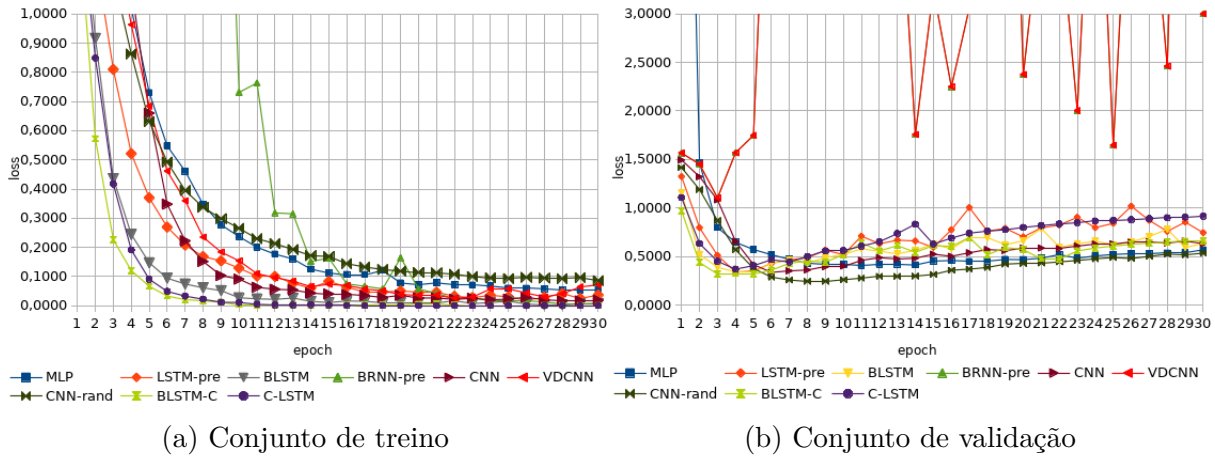 1,0000
0,9000
0,8000
0,7000
0,6000
0,5000
0,4000
0,3000
0,2000
0,1000
0,0000
loss
1 2 3 4 5 6 7 8 9 10 11 12 13 14 15 16 17 18 19 20 21 22 23 24 25 26 27 28 29 30
epoch
MLP LSTM-pre BLSTM BRNN-pre CNN VDCNN
CNN-rand BLSTM-C C-LSTM
(a) Conjunto de treino
3,0000
2,5000
2,0000
1,5000
1,0000
0,5000
0,0000
loss
1 2 3 4 5 6 7 8 9 10 11 12 13 14 15 16 17 18 19 20 21 22 23 24 25 26 27 28 29 30
epoch
MLP LSTM-pre BLSTM BRNN-pre CNN VDCNN
CNN-rand BLSTM-C C-LSTM
(b) Conjunto de validação